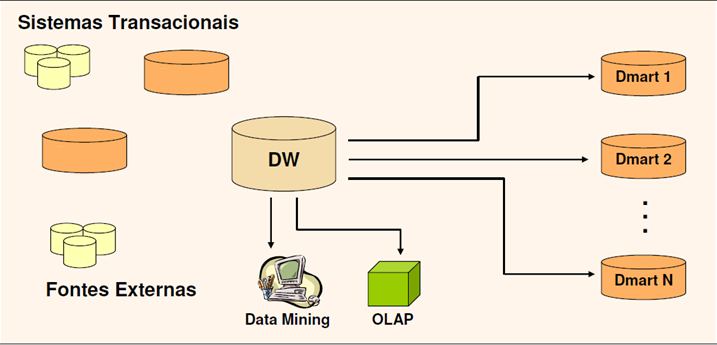 Sistemas Transacionais
Dmart 1
DW
Dmart 2
Dmart N
Fontes Externas
Data Mining
OLAP